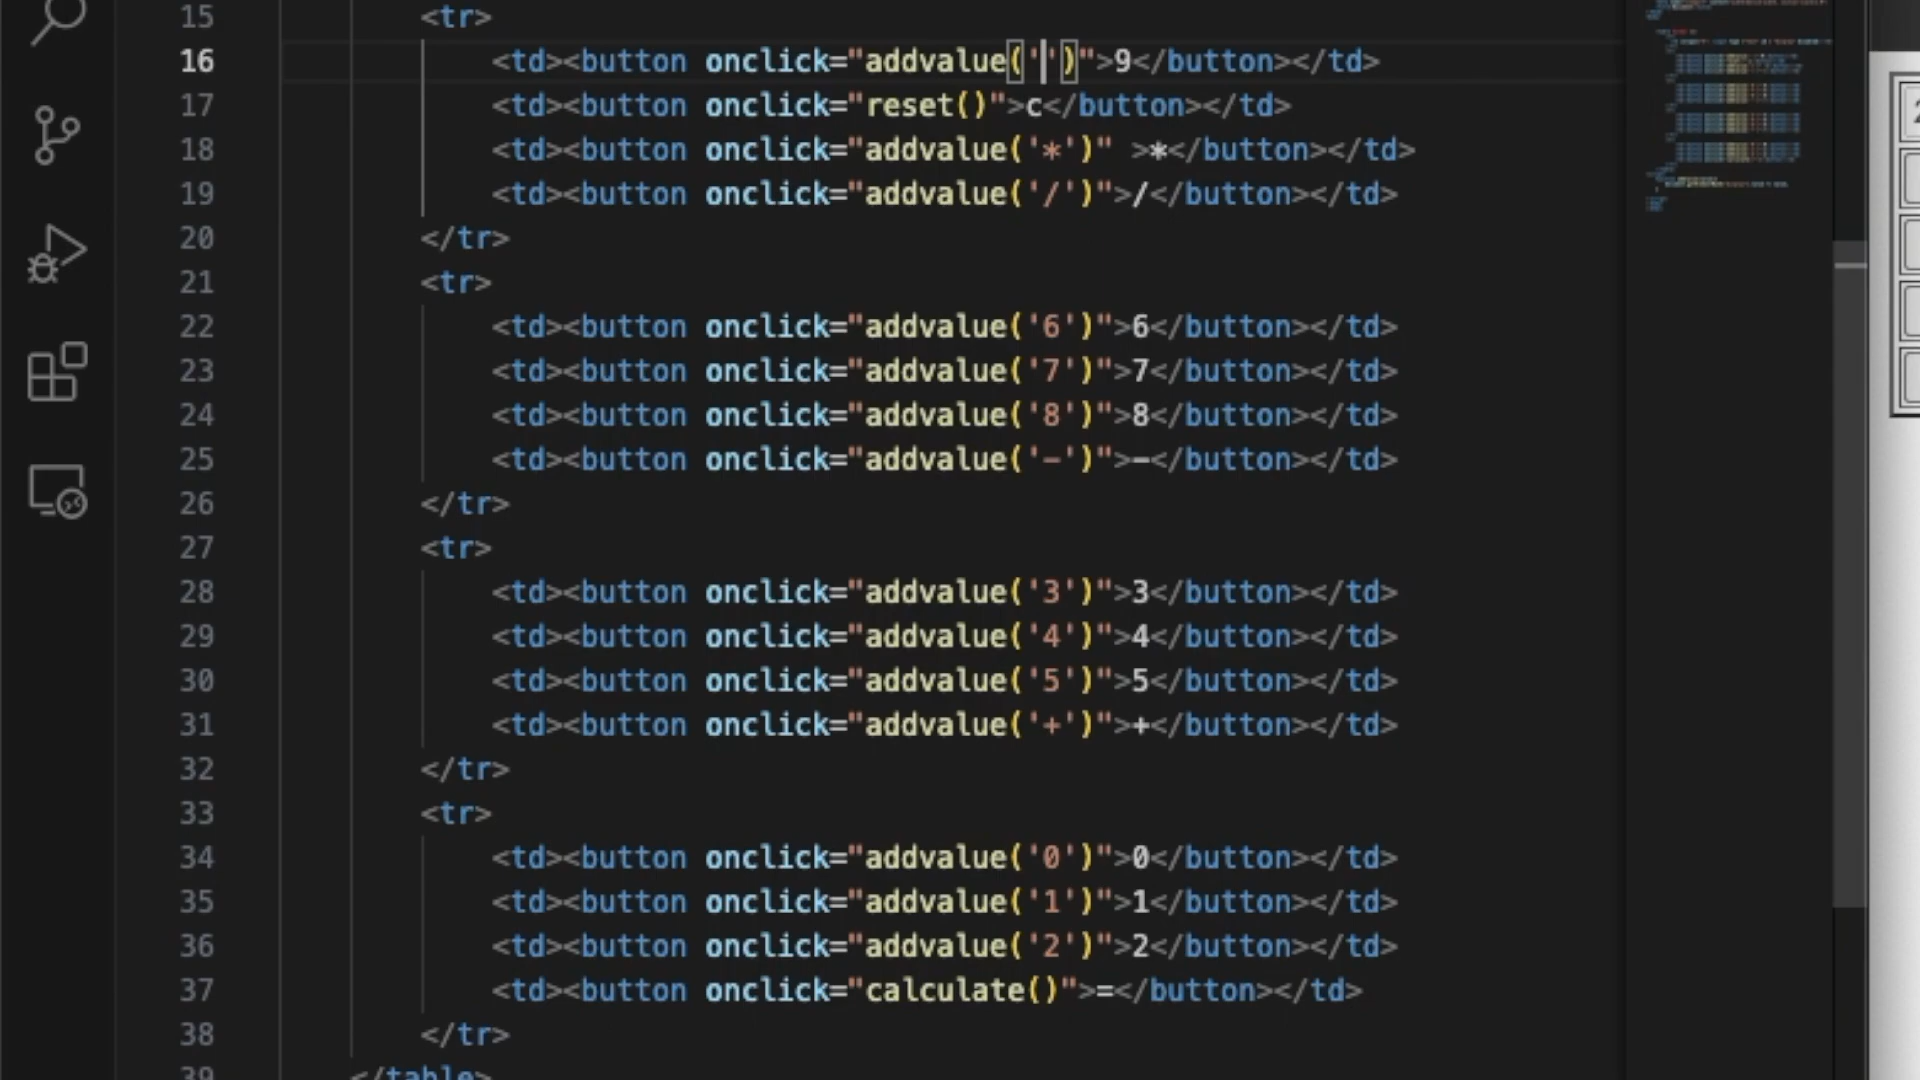 15 <tr>
16 <td><button onclick="addvalue('')">9</button></td>
17 <td><button onclick="reset()">c</button></td>
18 <td><button onclick="addvalue('*')" >*</button></td>
19 <td><button onclick="addvalue('/')">/</button></td>
20 </tr>
21 <tr>
22 <td><button onclick="addvalue('6')">6</button></td>
23 <td><button onclick="addvalue('7')">7</button></td>
24 <td><button onclick="addvalue('8')">8</button></td>
25 <td><button onclick="addvalue('-')">-</button></td>
26 </tr>
27 <tr>
28 <td><button onclick="addvalue('3')">3</button></td>
29 <td><button onclick="addvalue('4')">4</button></td>
30 <td><button onclick="addvalue('5')">5</button></td>
31 <td><button onclick="addvalue('+')">+</button></td>
32 </tr>
33 <tr>
34 <td><button onclick="addvalue('0')">0</button></td>
35 <td><button onclick="addvalue('1')">1</button></td>
36 <td><button onclick="addvalue('2')">2</button></td>
37 <td><button onclick="calculate()">=</button></td>
38 </tr>
39 </table>